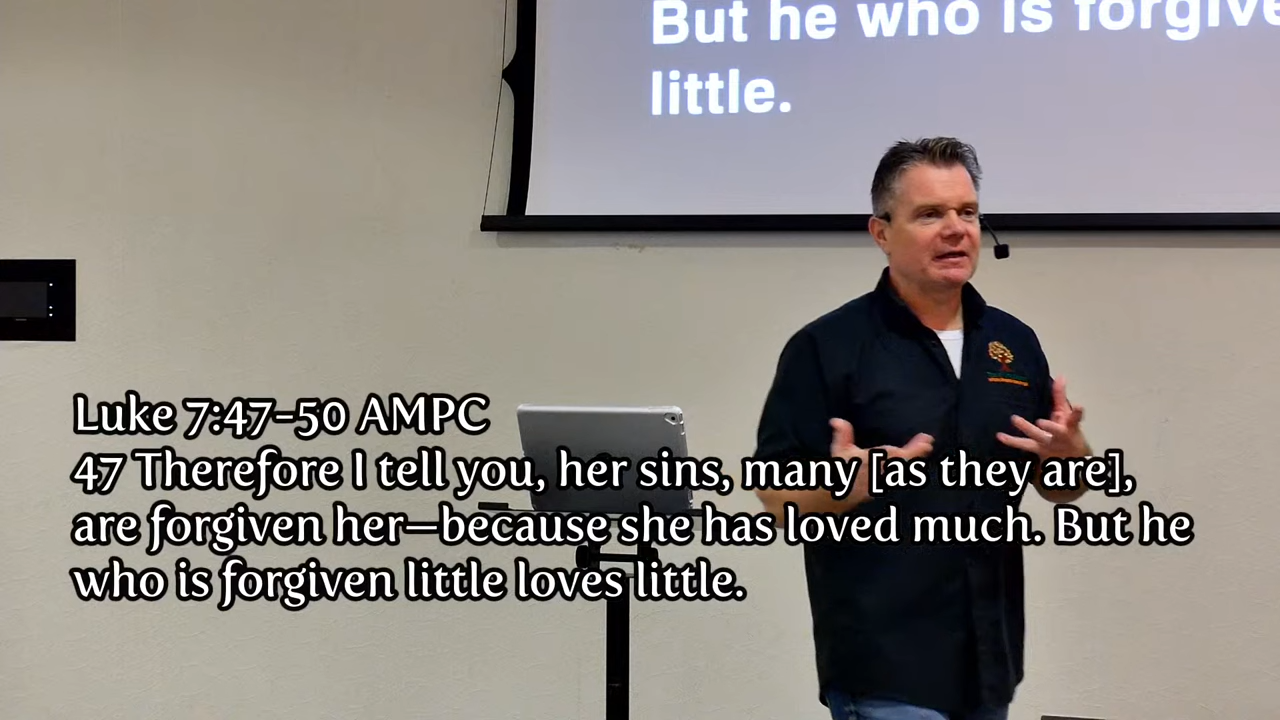 But he who is forgive
little.
Luke 7:47-50 AMPC
47 Therefore I tell you, her sins, many [as they are],
are forgiven her—because she has loved much. But he
who is forgiven little loves little.